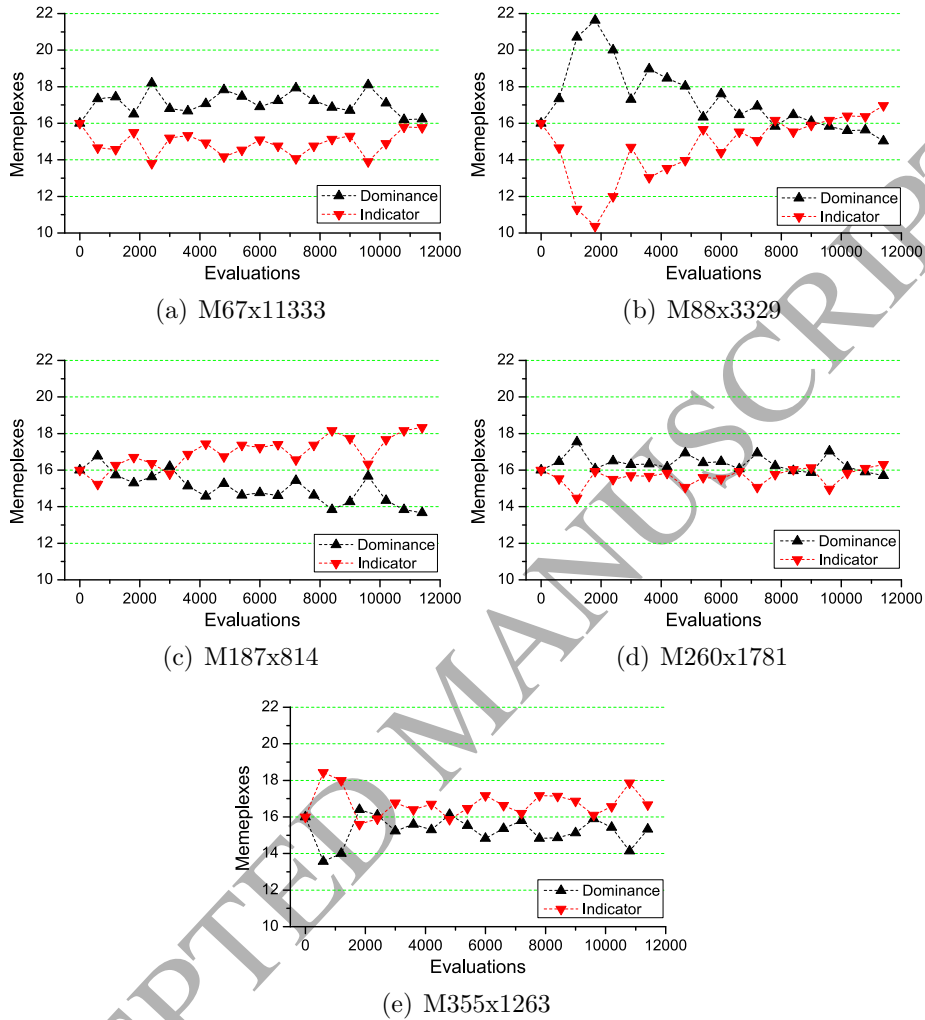 22
20
18
16
14
12
10
Memeplexes
Dominance
Indicator
0 2000 4000 6000 8000 10000 12000
Evaluations
(a) M67x11333
22
20
18
16
14
12
10
Memeplexes
Dominance
Indicator
0 2000 4000 6000 8000 10000 12000
Evaluations
(b) M88x3329
22
20
18
16
14
12
10
Memeplexes
Dominance
Indicator
0 2000 4000 6000 8000 10000 12000
Evaluations
(c) M187x814
22
20
18
16
14
12
10
Memeplexes
Dominance
Indicator
0 2000 4000 6000 8000 10000 12000
Evaluations
(d) M260x1781
22
20
18
16
14
12
10
Memeplexes
Dominance
Indicator
0 2000 4000 6000 8000 10000 12000
Evaluations
(e) M355x1263
EPTED MANUSCRIPT